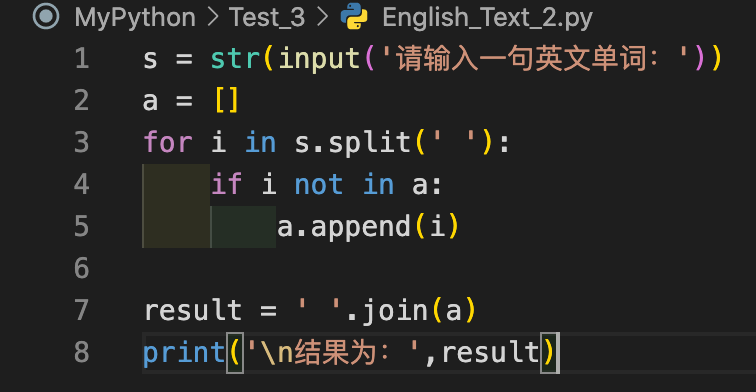 MyPython > Test_3 > English_Text_2.py
1 s = str(input('请输入一句英文单词：'))
2 a = []
3 for i in s.split(' '):
4     if i not in a:
5         a.append(i)
6
7 result = ' '.join(a)
8 print('\n结果为：',result)